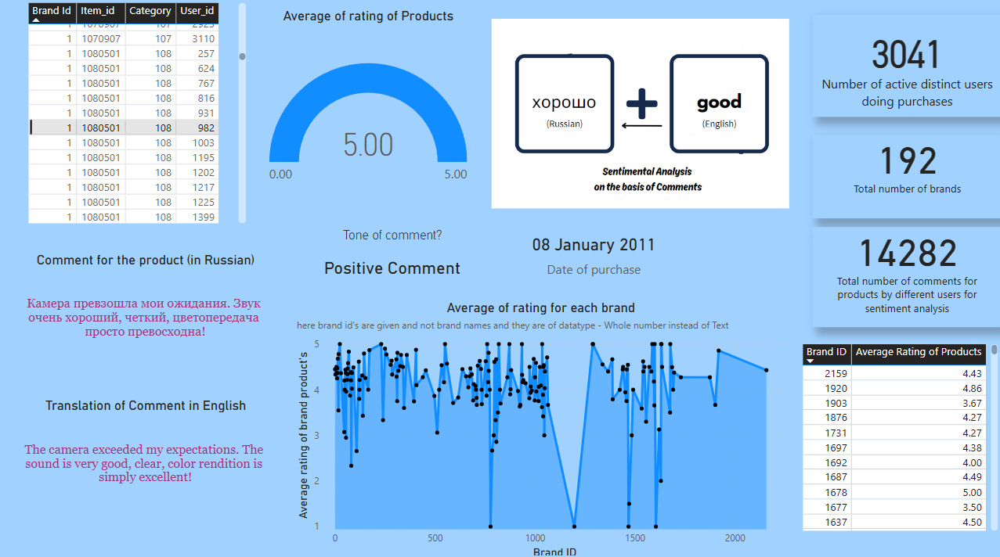 Brand Id Item_id Category User_id
1 1070907 107 2923
1 1070907 107 3110
1 1080501 108 257
1 1080501 108 624
1 1080501 108 767
1 1080501 108 816
1 1080501 108 931
1 1080501 108 982
1 1080501 108 1003
1 1080501 108 1195
1 1080501 108 1202
1 1080501 108 1217
1 1080501 108 1225
1 1080501 108 1399
Average of rating of Products
5.00
0.00 5.00
хорошо
(Russian)
good
(English)
Sentimental Analysis
on the basis of Comments
3041
Number of active distinct users
doing purchases
192
Total number of brands
14282
Total number of comments for
products by different users for
sentiment analysis
Tone of comment?
Positive Comment
08 January 2011
Date of purchase
Comment for the product (in Russian)
Камера превзошла мои ожидания. Звук
очень хороший, четкий, цветопередача
просто превосходна!
Translation of Comment in English
The camera exceeded my expectations. The
sound is very good, clear, color rendition is
simply excellent!
Average of rating for each brand
here brand id's are given and not brand names and they are of datatype - Whole number instead of Text
Average rating of brand product's
5
4
3
2
1
0 500 1000 1500 2000
Brand ID
Brand ID Average Rating of Products
2159 4.43
1920 4.86
1903 3.67
1876 4.27
1731 4.27
1697 4.38
1692 4.00
1687 4.49
1678 5.00
1677 3.50
1637 4.50